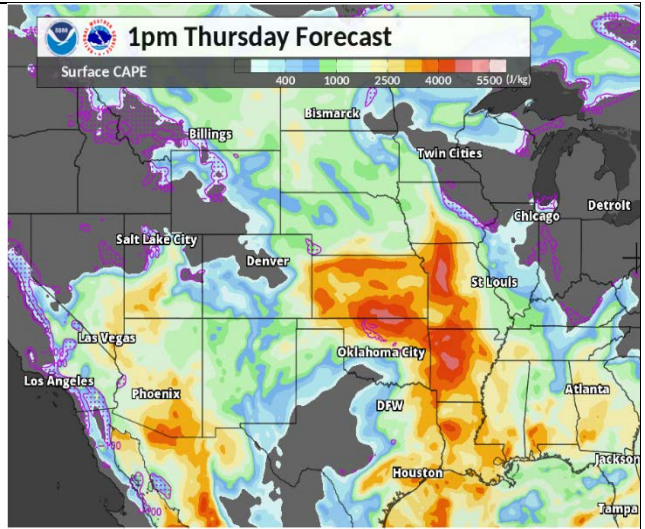 1pm Thursday Forecast
Surface CAPE
400 1000 2500 4000 5500 (J/kg)
Bismarck
Billings
Twin Cities
Chicago
Detroit
Salt Lake City
Denver
St Louis
Las Vegas
Oklahoma City
Los Angeles
Phoenix
DFW
Atlanta
Houston
Jackson
Tampa